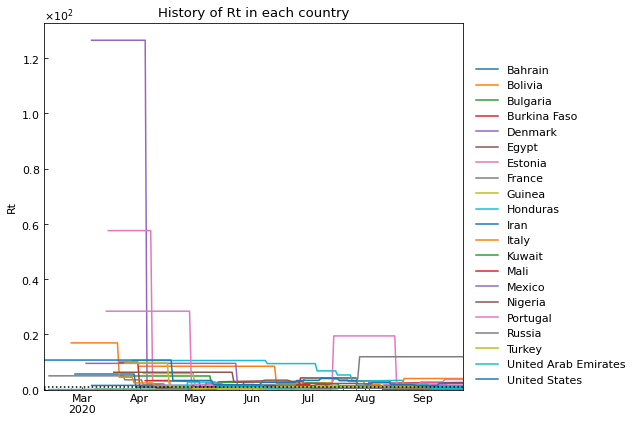 History of Rt in each country
×10²
1.2
1.0
0.8
0.6
0.4
0.2
0.0
Rt
Mar Apr May Jun Jul Aug Sep
2020
Bahrain
Bolivia
Bulgaria
Burkina Faso
Denmark
Egypt
Estonia
France
Guinea
Honduras
Iran
Italy
Kuwait
Mali
Mexico
Nigeria
Portugal
Russia
Turkey
United Arab Emirates
United States